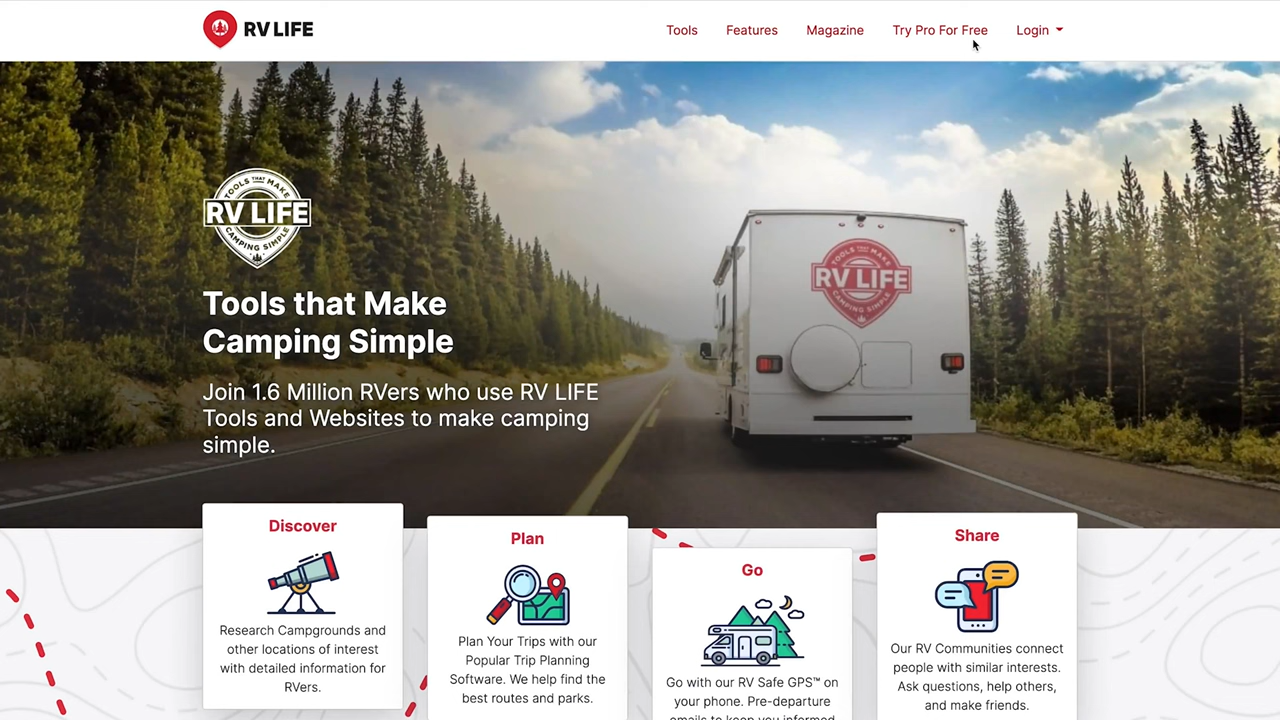 RV LIFE
Tools
Features
Magazine
Try Pro For Free
Login
TOOLS THAT MAKE
RV LIFE
CAMPING SIMPLE
TOOLS THAT MAKE
RV LIFE
CAMPING SIMPLE
Tools that Make
Camping Simple
Join 1.6 Million RVers who use RV LIFE
Tools and Websites to make camping
simple.
Discover
Research Campgrounds and
other locations of interest
with detailed information for
RVers.
Plan
Plan Your Trips with our
Popular Trip Planning
Software. We help find the
best routes and parks.
Go
Go with our RV Safe GPS™ on
your phone. Pre-departure
emails to keep you informed
Share
Our RV Communities connect
people with similar interests.
Ask questions, help others,
and make friends.